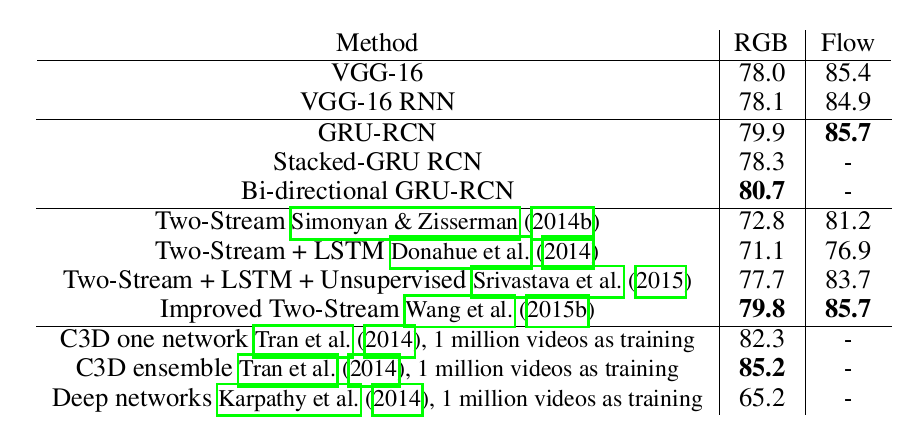 Method RGB Flow
VGG-16 78.0 85.4
VGG-16 RNN 78.1 84.9
GRU-RCN 79.9 85.7
Stacked-GRU RCN 78.3 -
Bi-directional GRU-RCN 80.7 -
Two-Stream Simonyan & Zisserman (2014b) 72.8 81.2
Two-Stream + LSTM Donahue et al. (2014) 71.1 76.9
Two-Stream + LSTM + Unsupervised Srivastava et al. (2015) 77.7 83.7
Improved Two-Stream Wang et al. (2015b) 79.8 85.7
C3D one network Tran et al. (2014), 1 million videos as training 82.3 -
C3D ensemble Tran et al. (2014), 1 million videos as training 85.2 -
Deep networks Karpathy et al. (2014), 1 million videos as training 65.2 -